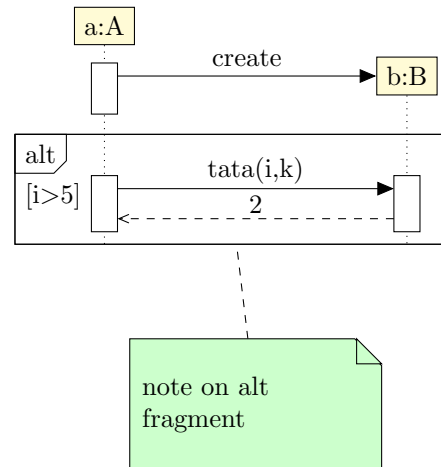 a:A
create
b:B
alt
[i>5]
tata(i,k)
2
note on alt
fragment